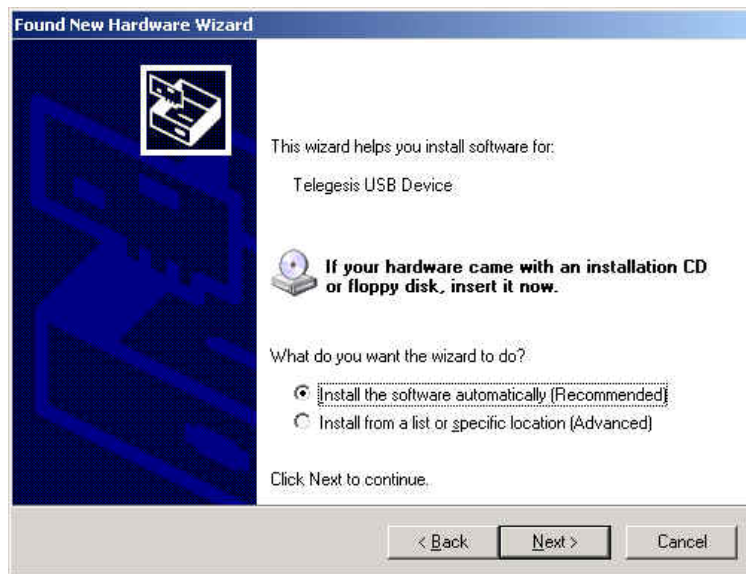 Found New Hardware Wizard
This wizard helps you install software for:
Telegesis USB Device
If your hardware came with an installation CD
or floppy disk, insert it now.
What do you want the wizard to do?
Install the software automatically (Recommended)
Install from a list or specific location (Advanced)
Click Next to continue.
< Back Next > Cancel